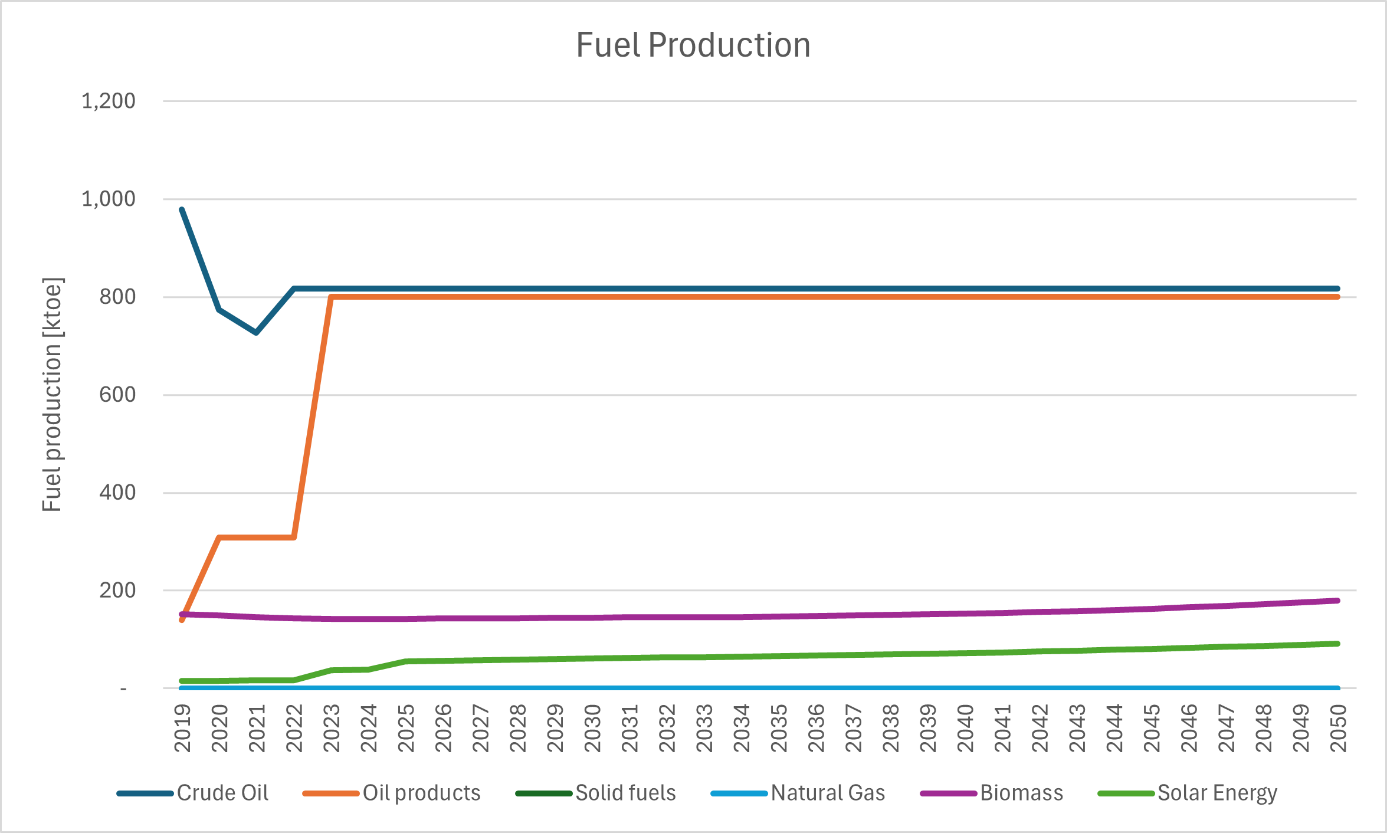 Fuel Production
1,200
1,000
800
600
400
200
-
Fuel production [ktoe]
2019 2020 2021 2022 2023 2024 2025 2026 2027 2028 2029 2030 2031 2032 2033 2034 2035 2036 2037 2038 2039 2040 2041 2042 2043 2044 2045 2046 2047 2048 2049 2050
Crude Oil Oil products Solid fuels Natural Gas Biomass Solar Energy